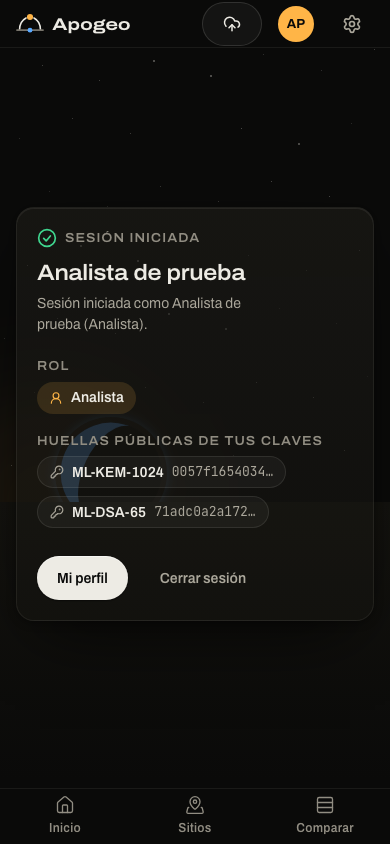 Apogeo
AP
SESIÓN INICIADA
Analista de prueba
Sesión iniciada como Analista de
prueba (Analista).
ROL
Analista
HUELLAS PÚBLICAS DE TUS CLAVES
ML-KEM-1024 0057f1654034…
ML-DSA-65 71adc0a2a172…
Mi perfil
Cerrar sesión
Inicio
Sitios
Comparar